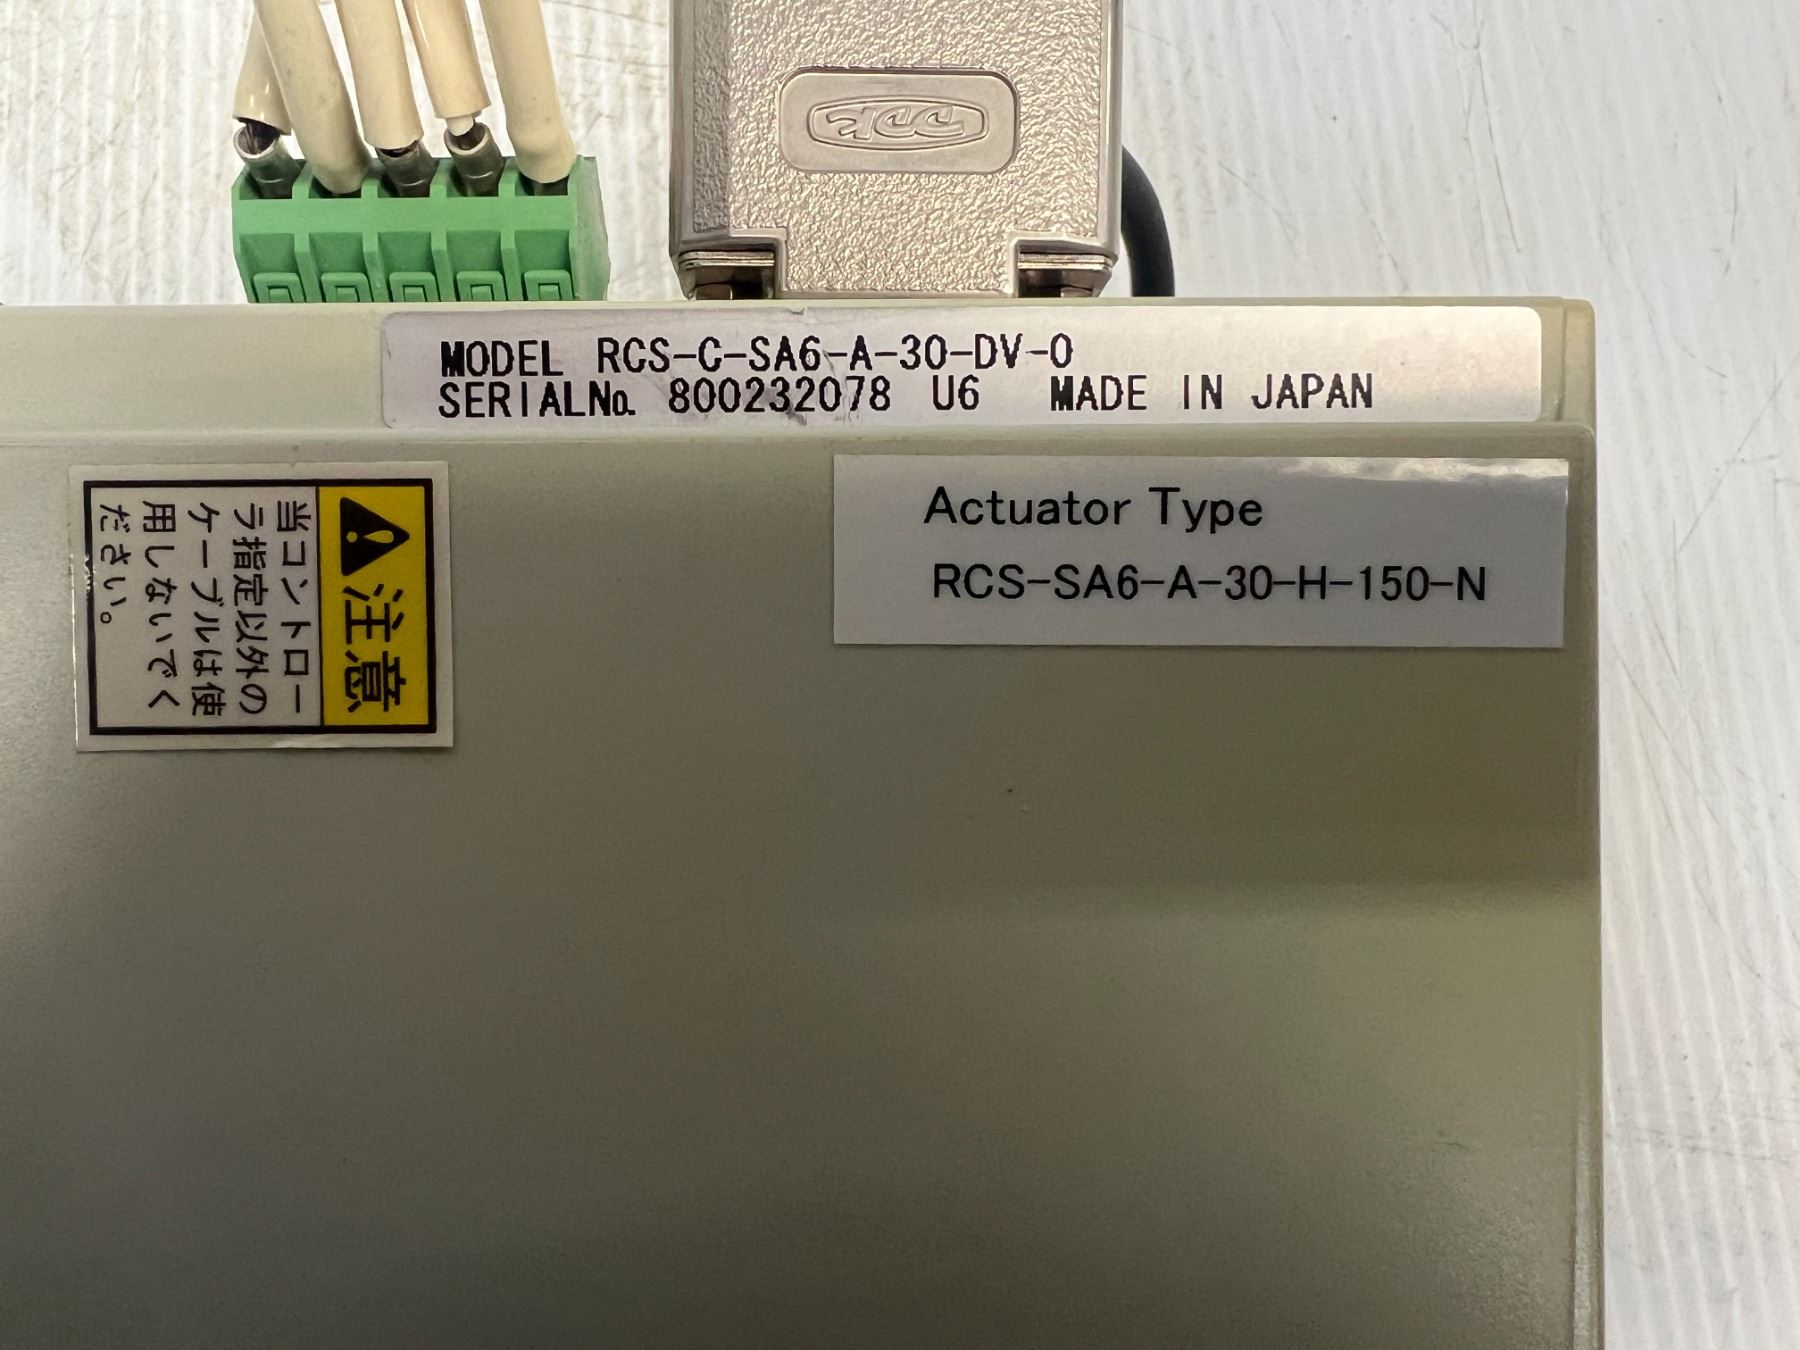 DDK
MODEL RCS-C-SA6-A-30-DV-0
SERIALNo. 800232078 U6 MADE IN JAPAN
Actuator Type
RCS-SA6-A-30-H-150-N
注意
当コントロー
ラ指定以外の
ケーブルは使
用しないでく
ださい。